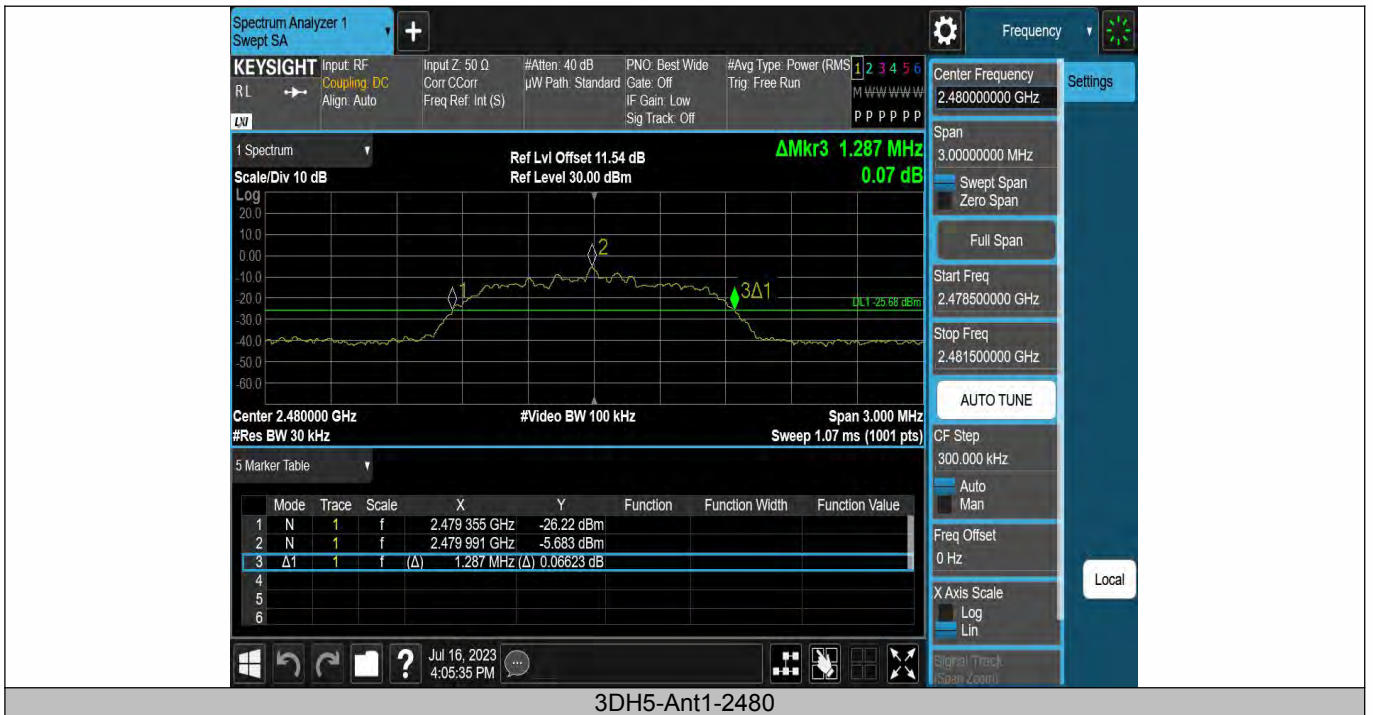 Spectrum Analyzer 1
Swept SA
+
Frequency
KEYSIGHT
RL
LXI
Input: RF
Coupling: DC
Align: Auto
Input Z: 50 Ω
Corr CCorr
Freq Ref: Int (S)
#Atten: 40 dB
µW Path: Standard
PNO: Best Wide
Gate: Off
IF Gain: Low
Sig Track: Off
#Avg Type: Power (RMS
Trig: Free Run
1 2 3 4 5 6
M W W W W W
P P P P P P
Center Frequency
2.480000000 GHz
Settings
Span
3.00000000 MHz
Swept Span
Zero Span
Full Span
Start Freq
2.478500000 GHz
Stop Freq
2.481500000 GHz
AUTO TUNE
CF Step
300.000 kHz
Auto
Man
Freq Offset
0 Hz
X Axis Scale
Log
Lin
Signal Track
(Span Zoom)
Local
1 Spectrum
Scale/Div 10 dB
Ref Lvl Offset 11.54 dB
Ref Level 30.00 dBm
ΔMkr3 1.287 MHz
0.07 dB
Log
20.0
10.0
0.00
-10.0
-20.0
-30.0
-40.0
-50.0
-60.0
1
2
3Δ1
DL1 -25.68 dBm
Center 2.480000 GHz
#Video BW 100 kHz
Span 3.000 MHz
#Res BW 30 kHz
Sweep 1.07 ms (1001 pts)
5 Marker Table
Mode Trace Scale X Y Function Function Width Function Value
1 N 1 f 2.479 355 GHz -26.22 dBm
2 N 1 f 2.479 991 GHz -5.683 dBm
3 Δ1 1 f (Δ) 1.287 MHz (Δ) 0.06623 dB
4
5
6
?
Jul 16, 2023
4:05:35 PM
3DH5-Ant1-2480